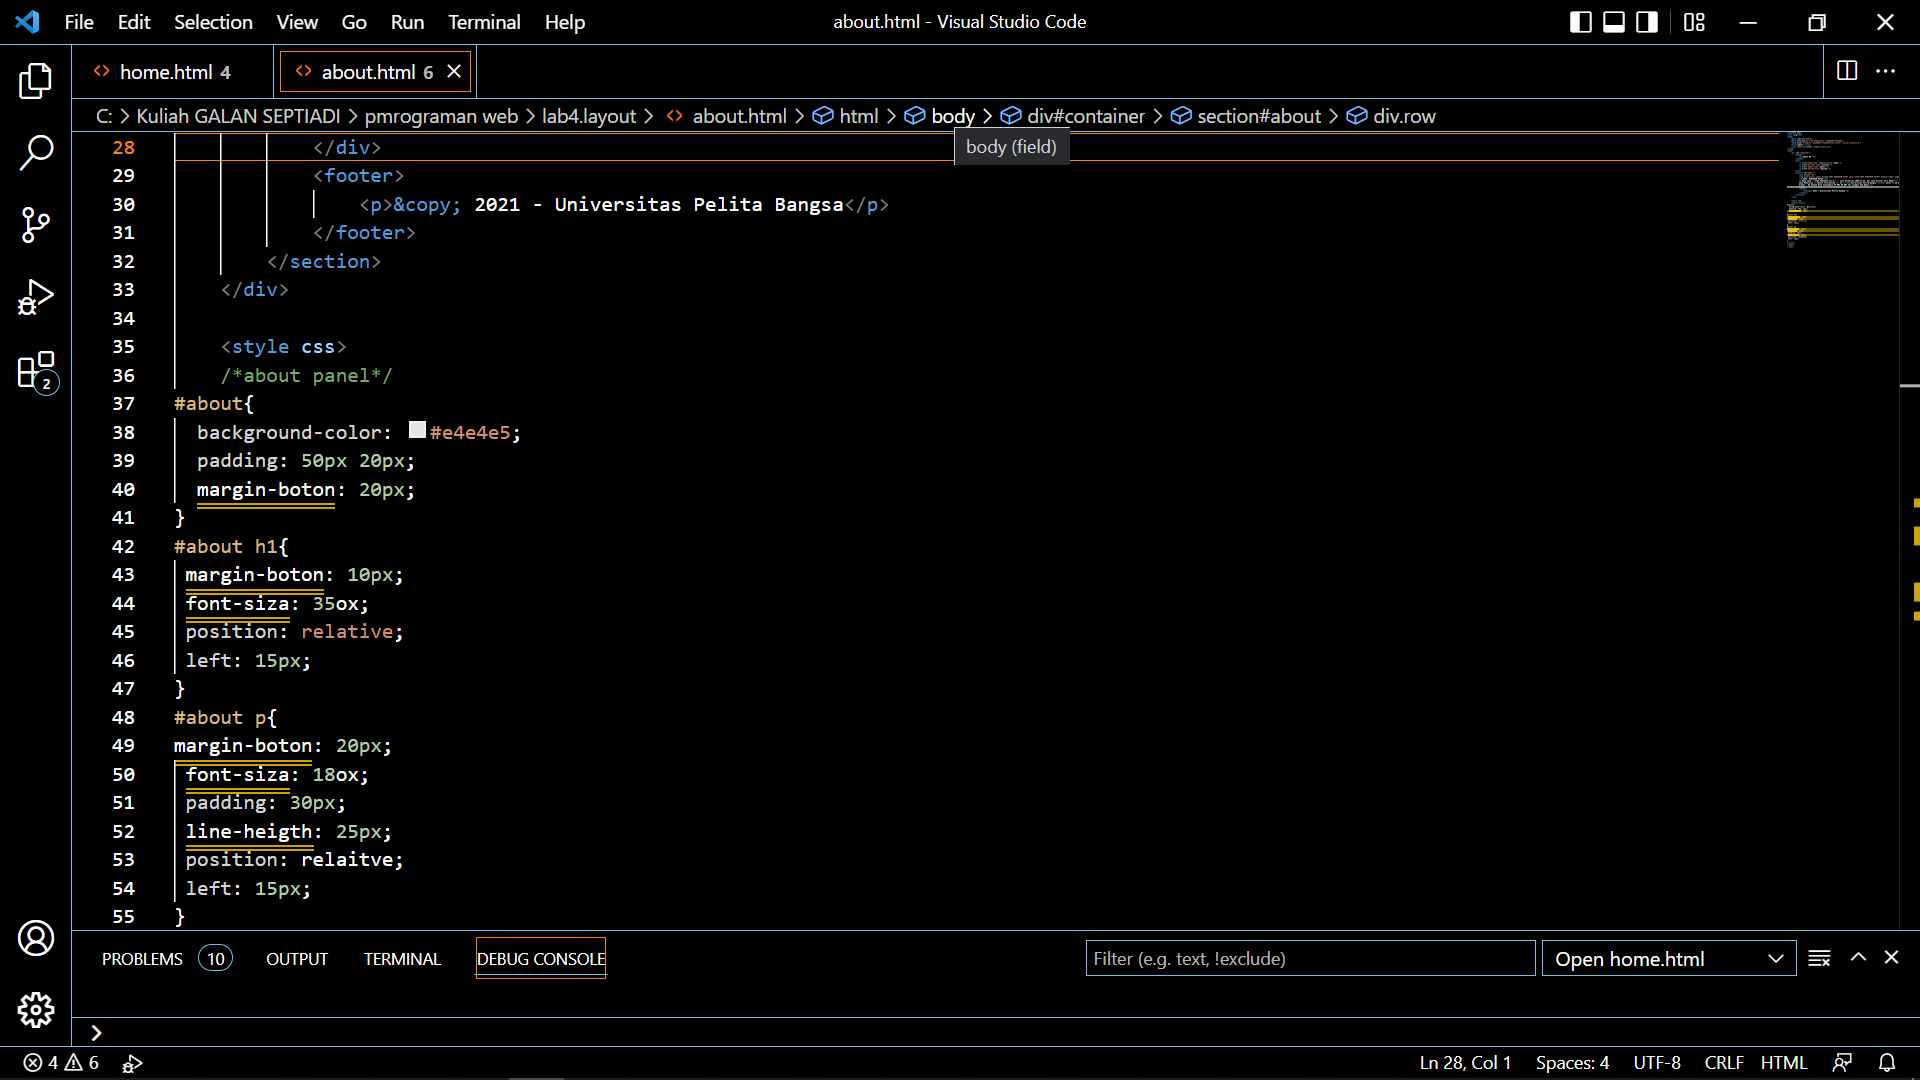 File Edit Selection View Go Run Terminal Help
about.html - Visual Studio Code
home.html 4
about.html 6
C: > Kuliah GALAN SEPTIADI > pmrograman web > lab4.layout > about.html > html > body > div#container > section#about > div.row
body (field)
28 </div>
29 <footer>
30 <p>&copy; 2021 - Universitas Pelita Bangsa</p>
31 </footer>
32 </section>
33 </div>
34
35 <style css>
36 /*about panel*/
37 #about{
38 background-color: #e4e4e5;
39 padding: 50px 20px;
40 margin-boton: 20px;
41 }
42 #about h1{
43 margin-boton: 10px;
44 font-siza: 35ox;
45 position: relative;
46 left: 15px;
47 }
48 #about p{
49 margin-boton: 20px;
50 font-siza: 18ox;
51 padding: 30px;
52 line-heigth: 25px;
53 position: relaitve;
54 left: 15px;
55 }
2
PROBLEMS 10 OUTPUT TERMINAL DEBUG CONSOLE
Filter (e.g. text, !exclude)
Open home.html
>
4 6
Ln 28, Col 1 Spaces: 4 UTF-8 CRLF HTML